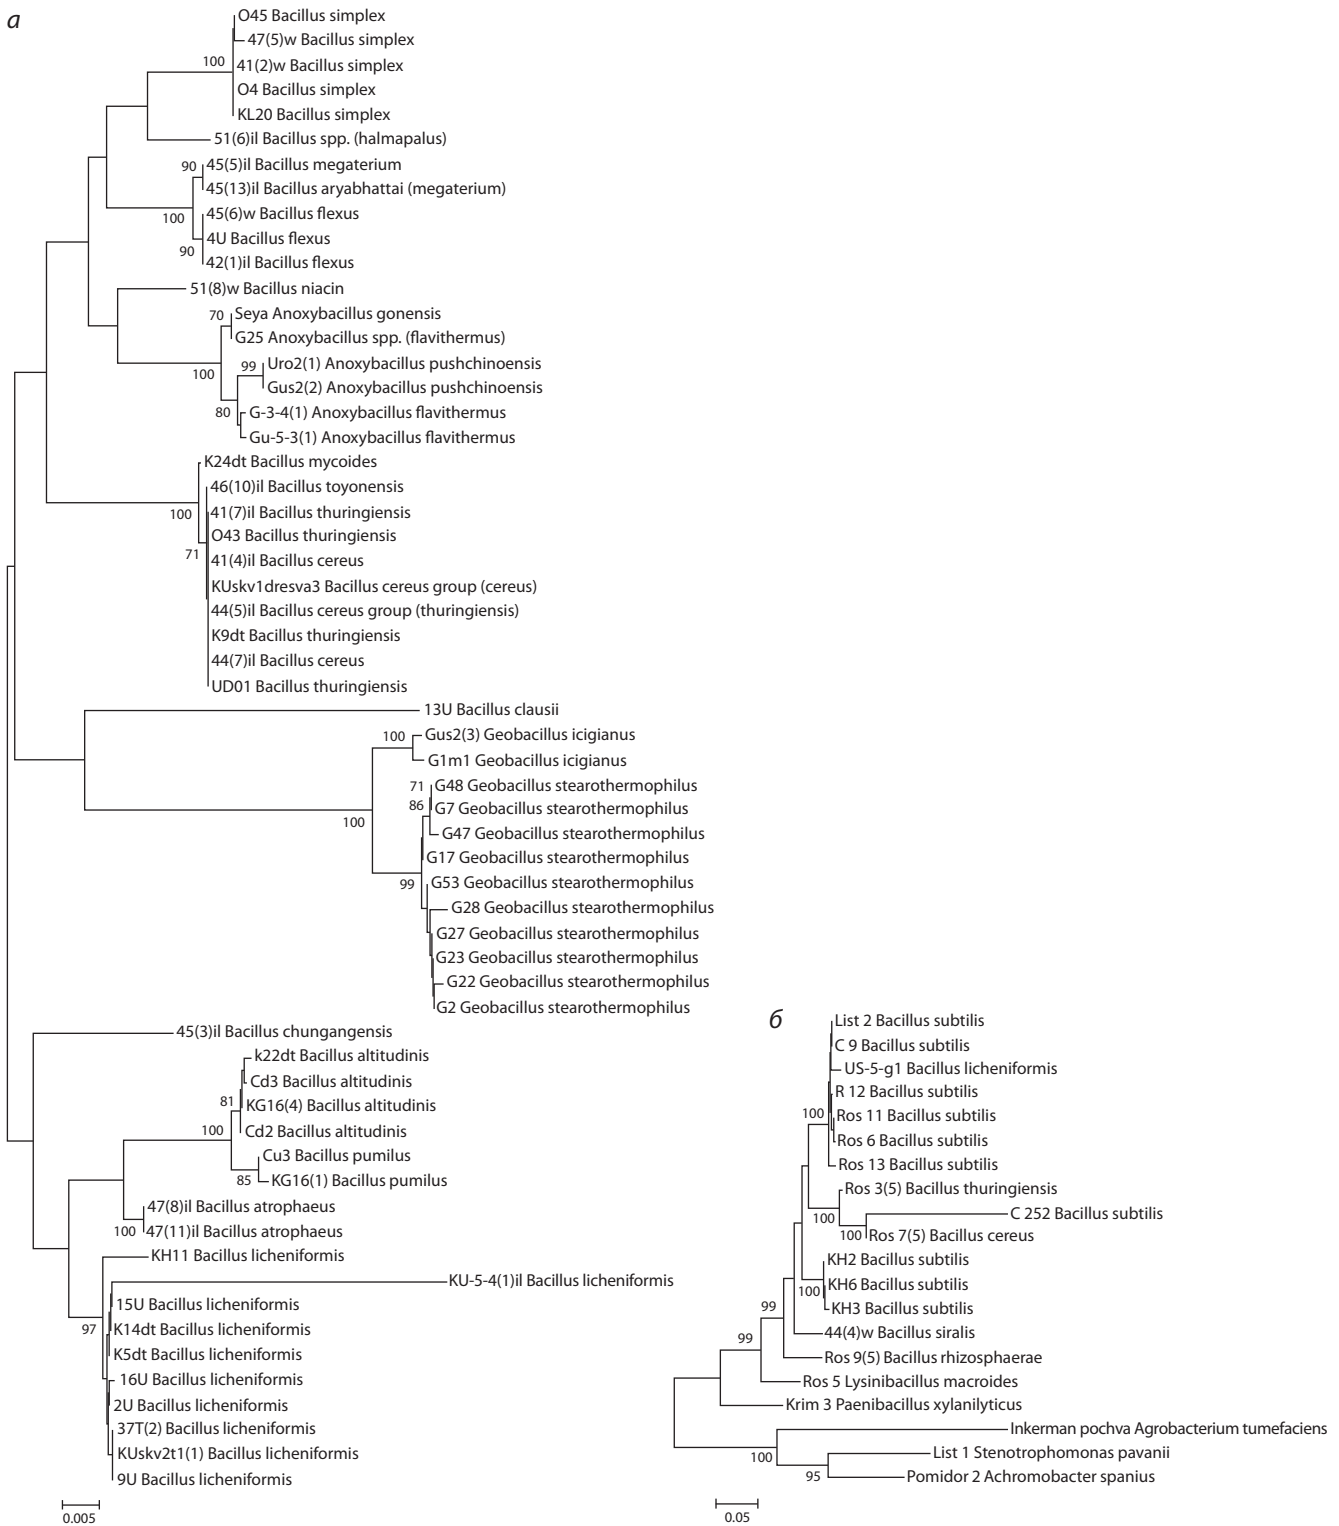 а
O45 Bacillus simplex
47(5)w Bacillus simplex
100
41(2)w Bacillus simplex
O4 Bacillus simplex
KL20 Bacillus simplex
51(6)il Bacillus spp. (halmapalus)
90
45(5)il Bacillus megaterium
45(13)il Bacillus aryabhattai (megaterium)
100
45(6)w Bacillus flexus
4U Bacillus flexus
90
42(1)il Bacillus flexus
51(8)w Bacillus niacin
70
Seya Anoxybacillus gonensis
G25 Anoxybacillus spp. (flavithermus)
100
99
Uro2(1) Anoxybacillus pushchinoensis
Gus2(2) Anoxybacillus pushchinoensis
80
G-3-4(1) Anoxybacillus flavithermus
Gu-5-3(1) Anoxybacillus flavithermus
K24dt Bacillus mycoides
46(10)il Bacillus toyonensis
100
41(7)il Bacillus thuringiensis
O43 Bacillus thuringiensis
71
41(4)il Bacillus cereus
KUskv1dresva3 Bacillus cereus group (cereus)
44(5)il Bacillus cereus group (thuringiensis)
K9dt Bacillus thuringiensis
44(7)il Bacillus cereus
UD01 Bacillus thuringiensis
13U Bacillus clausii
100
Gus2(3) Geobacillus icigianus
G1m1 Geobacillus icigianus
71
G48 Geobacillus stearothermophilus
86
G7 Geobacillus stearothermophilus
100
G47 Geobacillus stearothermophilus
G17 Geobacillus stearothermophilus
99
G53 Geobacillus stearothermophilus
G28 Geobacillus stearothermophilus
G27 Geobacillus stearothermophilus
G23 Geobacillus stearothermophilus
G22 Geobacillus stearothermophilus
G2 Geobacillus stearothermophilus
45(3)il Bacillus chungangensis
k22dt Bacillus altitudinis
Cd3 Bacillus altitudinis
81
KG16(4) Bacillus altitudinis
100
Cd2 Bacillus altitudinis
Cu3 Bacillus pumilus
85
KG16(1) Bacillus pumilus
47(8)il Bacillus atrophaeus
100
47(11)il Bacillus atrophaeus
KH11 Bacillus licheniformis
KU-5-4(1)il Bacillus licheniformis
15U Bacillus licheniformis
97
K14dt Bacillus licheniformis
K5dt Bacillus licheniformis
16U Bacillus licheniformis
2U Bacillus licheniformis
37T(2) Bacillus licheniformis
KUskv2t1(1) Bacillus licheniformis
9U Bacillus licheniformis
0.005
б
List 2 Bacillus subtilis
C 9 Bacillus subtilis
US-5-g1 Bacillus licheniformis
R 12 Bacillus subtilis
100
Ros 11 Bacillus subtilis
Ros 6 Bacillus subtilis
Ros 13 Bacillus subtilis
Ros 3(5) Bacillus thuringiensis
100
C 252 Bacillus subtilis
100
Ros 7(5) Bacillus cereus
KH2 Bacillus subtilis
KH6 Bacillus subtilis
100
KH3 Bacillus subtilis
99
44(4)w Bacillus siralis
99
Ros 9(5) Bacillus rhizosphaerae
Ros 5 Lysinibacillus macroides
Krim 3 Paenibacillus xylanilyticus
Inkerman pochva Agrobacterium tumefaciens
100
List 1 Stenotrophomonas pavanii
95
Pomidor 2 Achromobacter spanius
0.05